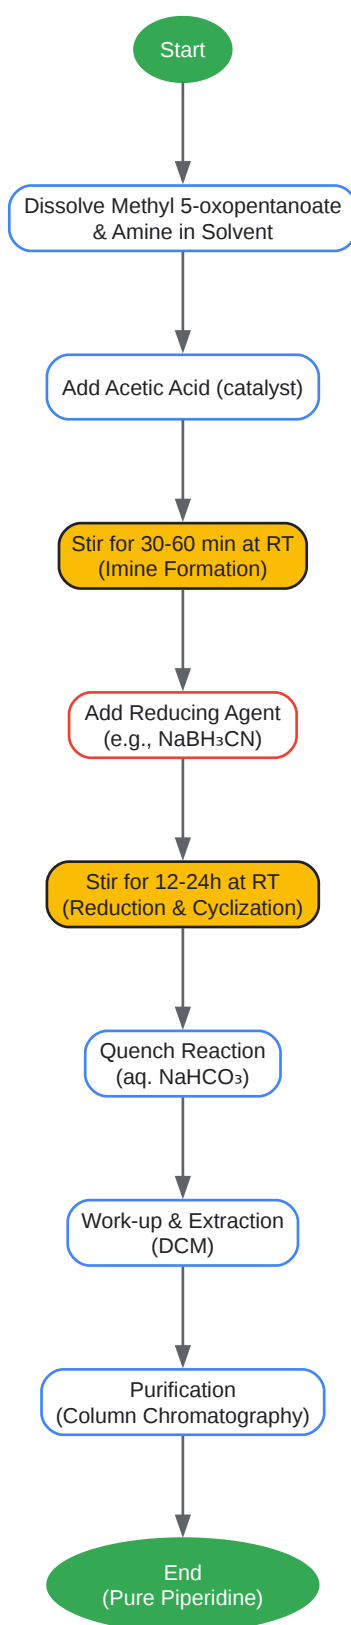 Start
Dissolve Methyl 5-oxopentanoate
& Amine in Solvent
Add Acetic Acid (catalyst)
Stir for 30-60 min at RT
(Imine Formation)
Add Reducing Agent
(e.g., NaBH₃CN)
Stir for 12-24h at RT
(Reduction & Cyclization)
Quench Reaction
(aq. NaHCO₃)
Work-up & Extraction
(DCM)
Purification
(Column Chromatography)
End
(Pure Piperidine)